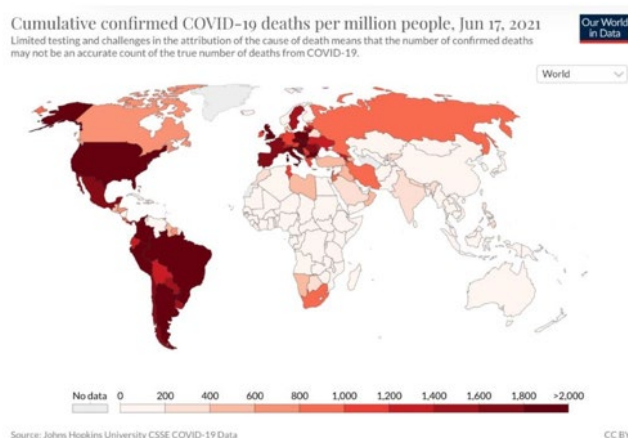 Cumulative confirmed COVID-19 deaths per million people, Jun 17, 2021
Our World
in Data
Limited testing and challenges in the attribution of the cause of death means that the number of confirmed deaths
may not be an accurate count of the true number of deaths from COVID-19.
World
No data 0 200 400 600 800 1,000 1,200 1,400 1,600 1,800 >2,000
Source: Johns Hopkins University CSSE COVID-19 Data CC BY